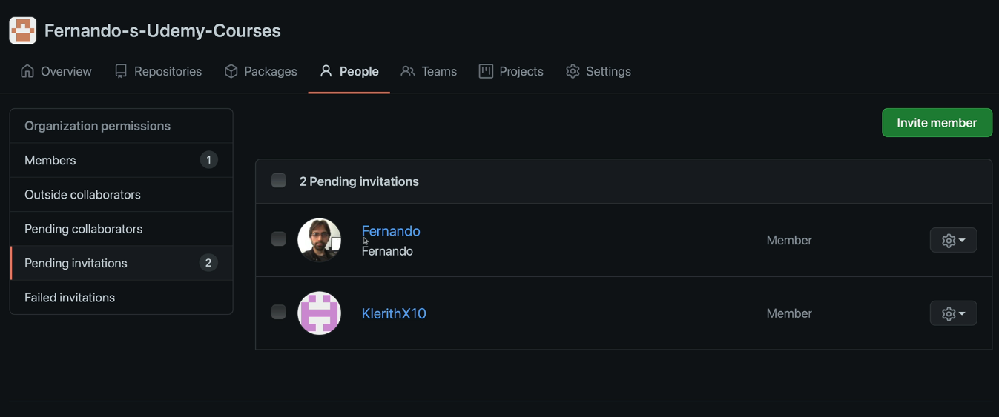 Fernando-s-Udemy-Courses
Overview Repositories Packages People Teams Projects Settings
Organization permissions
Members 1
Outside collaborators
Pending collaborators
Pending invitations 2
Failed invitations
Invite member
2 Pending invitations
Fernando
Fernando
Member
KlerithX10
Member